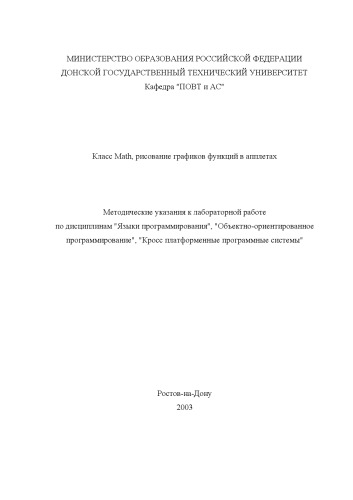 МИНИСТЕРСТВО ОБРАЗОВАНИЯ РОССИЙСКОЙ ФЕДЕРАЦИИ
ДОНСКОЙ ГОСУДАРСТВЕННЫЙ ТЕХНИЧЕСКИЙ УНИВЕРСИТЕТ
Кафедра "ПОВТ и АС"
Класс Math, рисование графиков функций в апплетах
Методические указания к лабораторной работе
по дисциплинам "Языки программирования", "Объектно-ориентированное
программирование", "Кросс платформенные программные системы"
Ростов-на-Дону
2003